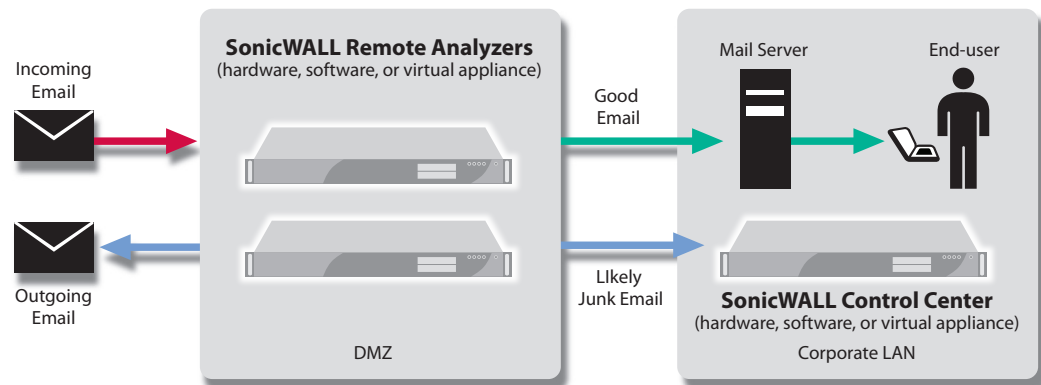 Incoming
Email
Outgoing
Email
SonicWALL Remote Analyzers
(hardware, software, or virtual appliance)
DMZ
Good
Email
LIkely
Junk Email
Mail Server
End-user
SonicWALL Control Center
(hardware, software, or virtual appliance)
Corporate LAN